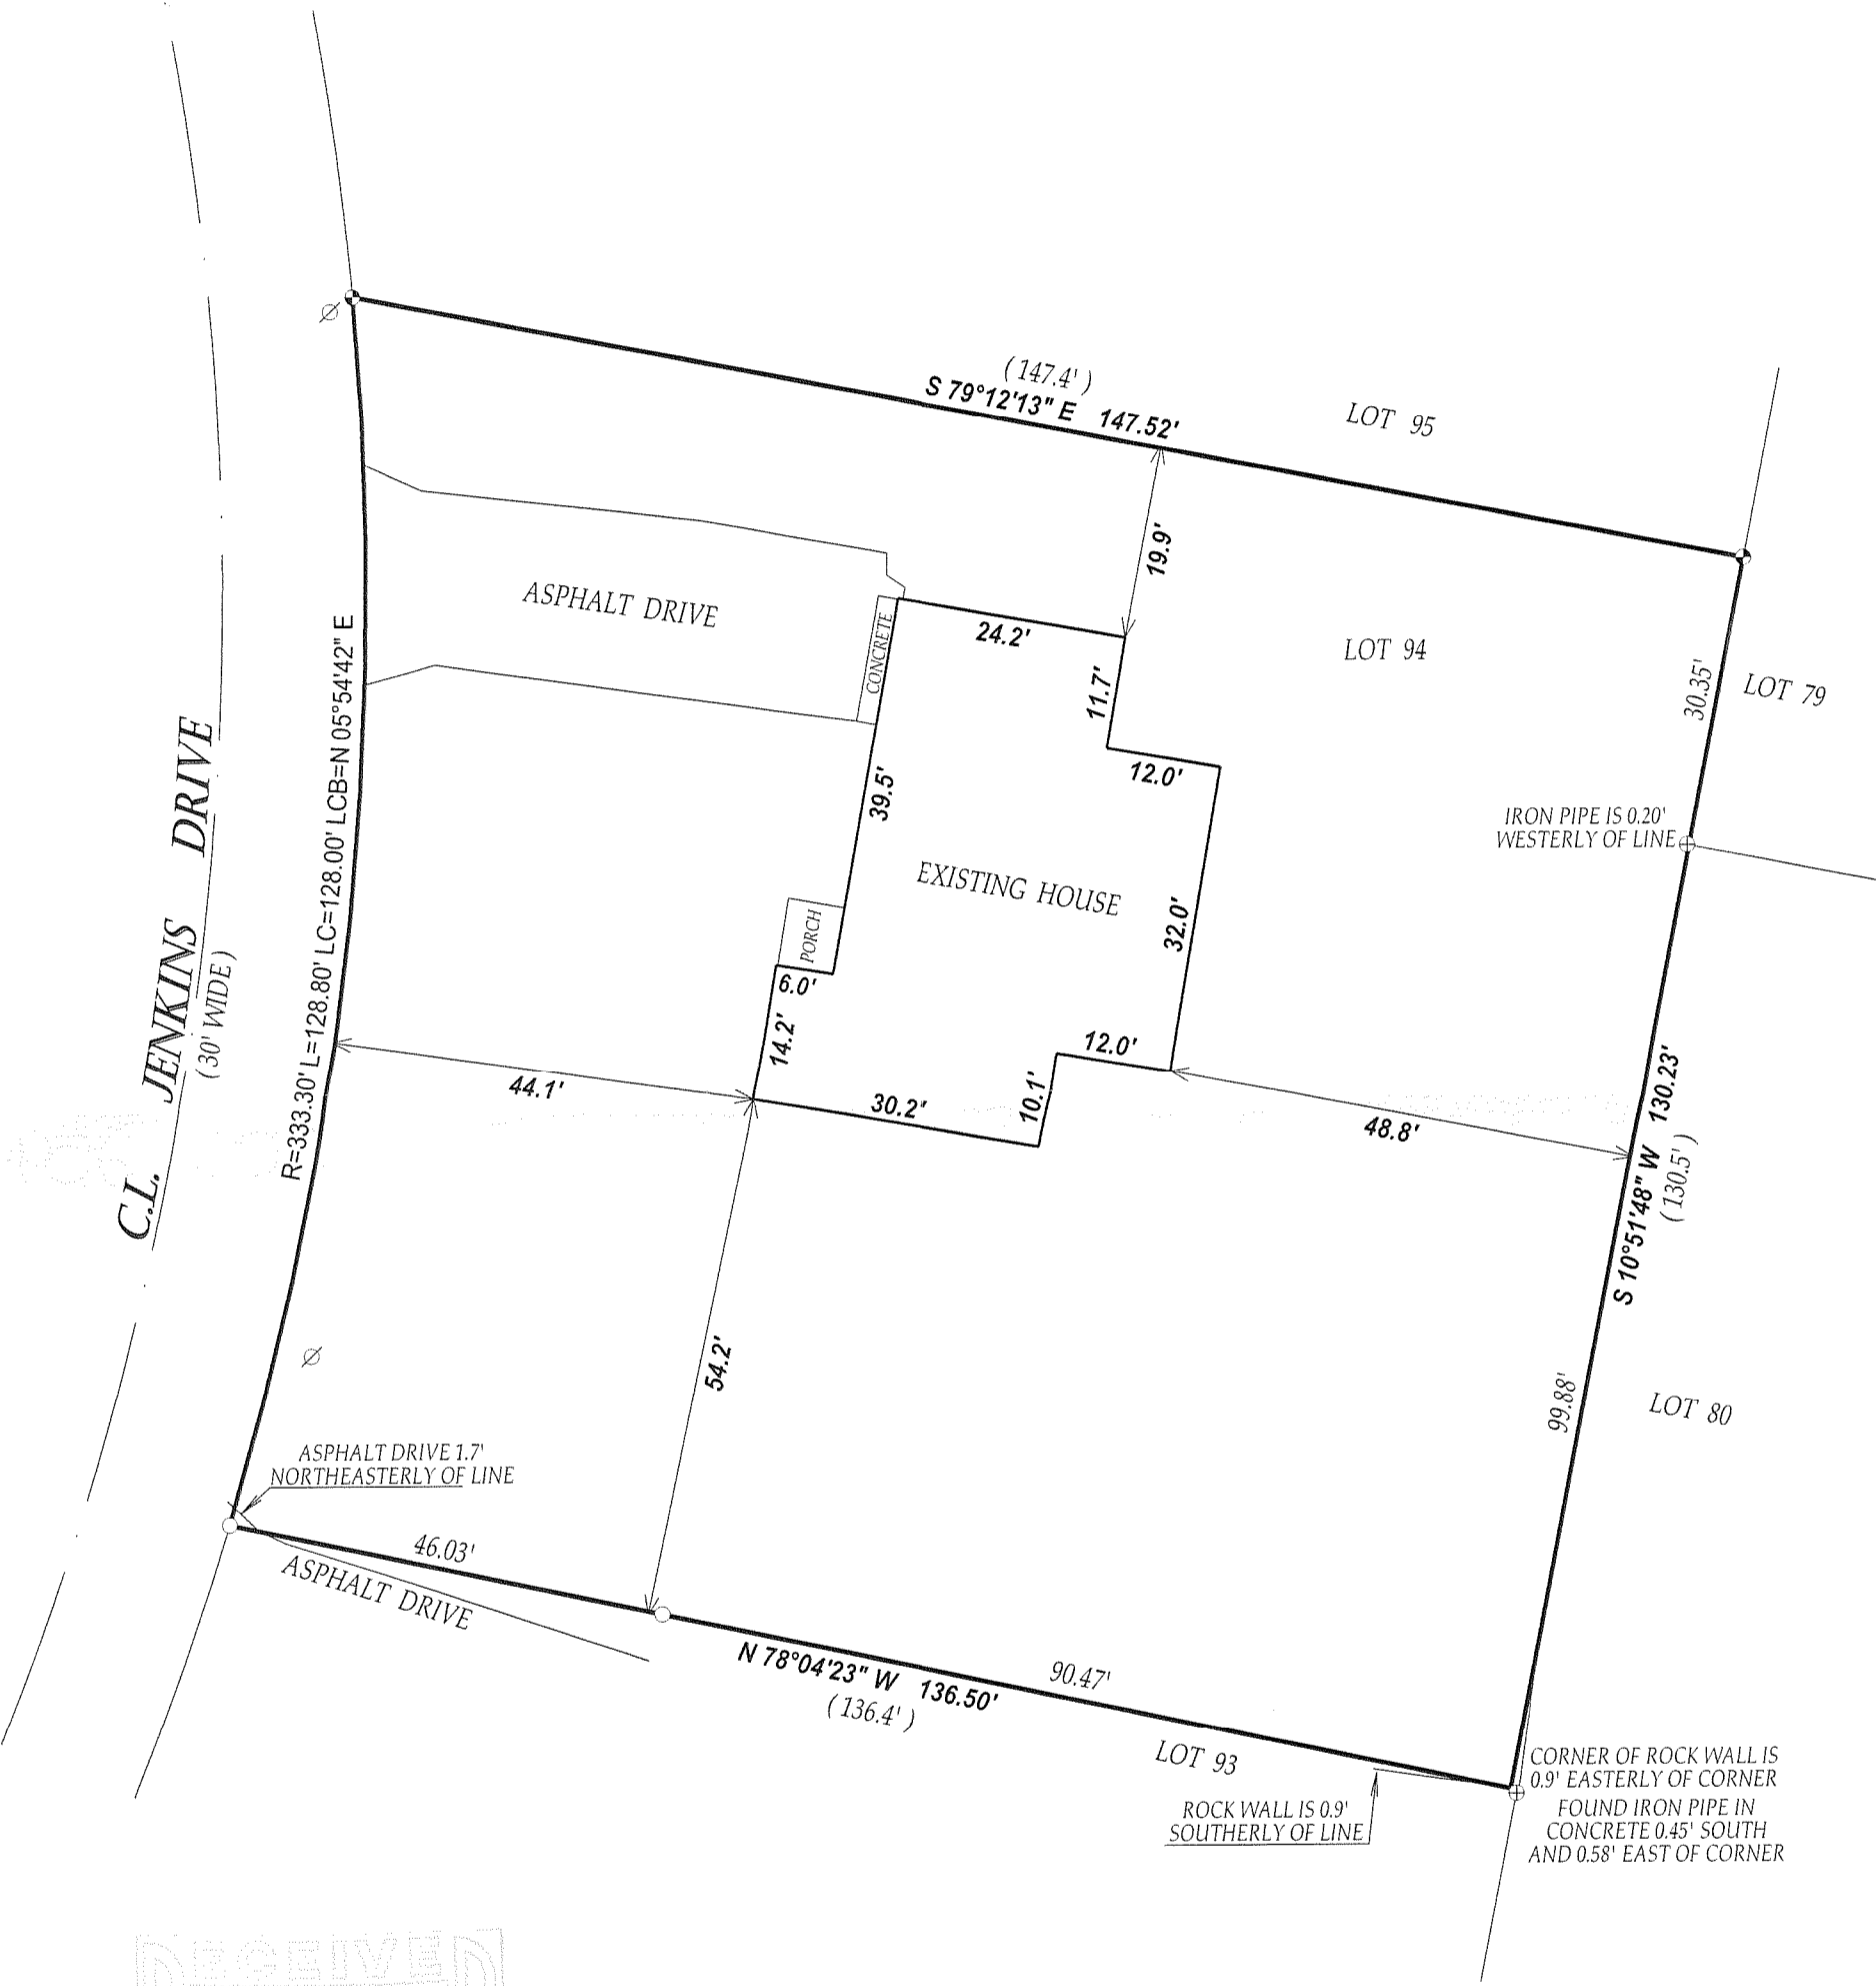 ( 147.4' )
S 79°12'13" E 147.52'
LOT 95
19.9'
ASPHALT DRIVE
CONCRETE
24.2'
LOT 94
11.7'
30.35'
LOT 79
12.0'
39.5'
IRON PIPE IS 0.20'
WESTERLY OF LINE
EXISTING HOUSE
PORCH
32.0'
6.0'
14.2'
12.0'
10.1'
30.2'
44.1'
48.8'
R=333.30' L=128.80' LC=128.00' LCB=N 05°54'42" E
C.L. JENKINS DRIVE
( 30' WIDE )
S 10°51'48" W 130.23'
( 130.5' )
54.2'
99.88'
LOT 80
ASPHALT DRIVE 1.7'
NORTHEASTERLY OF LINE
46.03'
ASPHALT DRIVE
N 78°04'23" W 136.50'
( 136.4' )
90.47'
LOT 93
CORNER OF ROCK WALL IS
0.9' EASTERLY OF CORNER
ROCK WALL IS 0.9'
SOUTHERLY OF LINE
FOUND IRON PIPE IN
CONCRETE 0.45' SOUTH
AND 0.58' EAST OF CORNER
RECEIVED